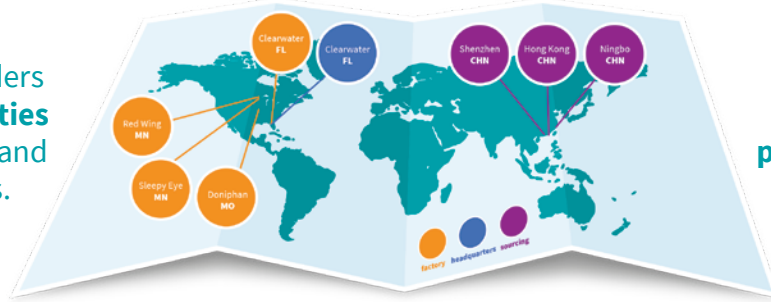 Clearwater
FL
Clearwater
FL
Shenzhen
CHN
Hong Kong
CHN
Ningbo
CHN
ders
ties
and
s.
p
Red Wing
MN
Sleepy Eye
MN
Doniphan
MO
factory
headquarters
sourcing